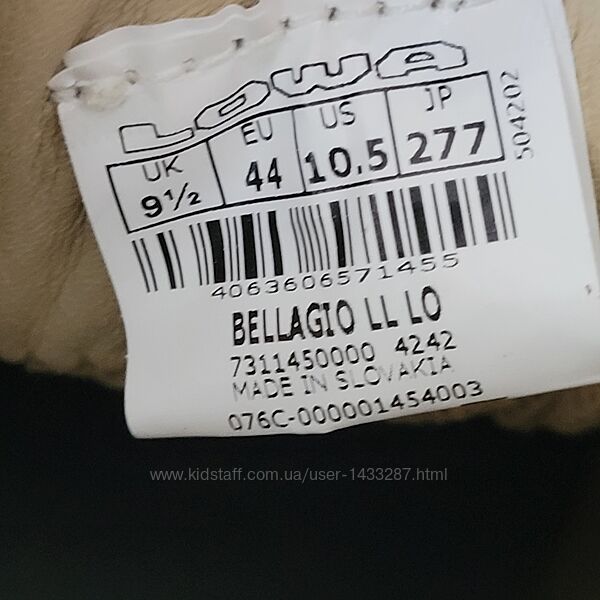 LOWA
UK EU US JP
9½ 44 10.5 277
504202
4063606571455
BELLAGIO LL LO
7311450000 4242
MADE IN SLOVAKIA
076C-000001454003
www.kidstaff.com.ua/user-1433287.html